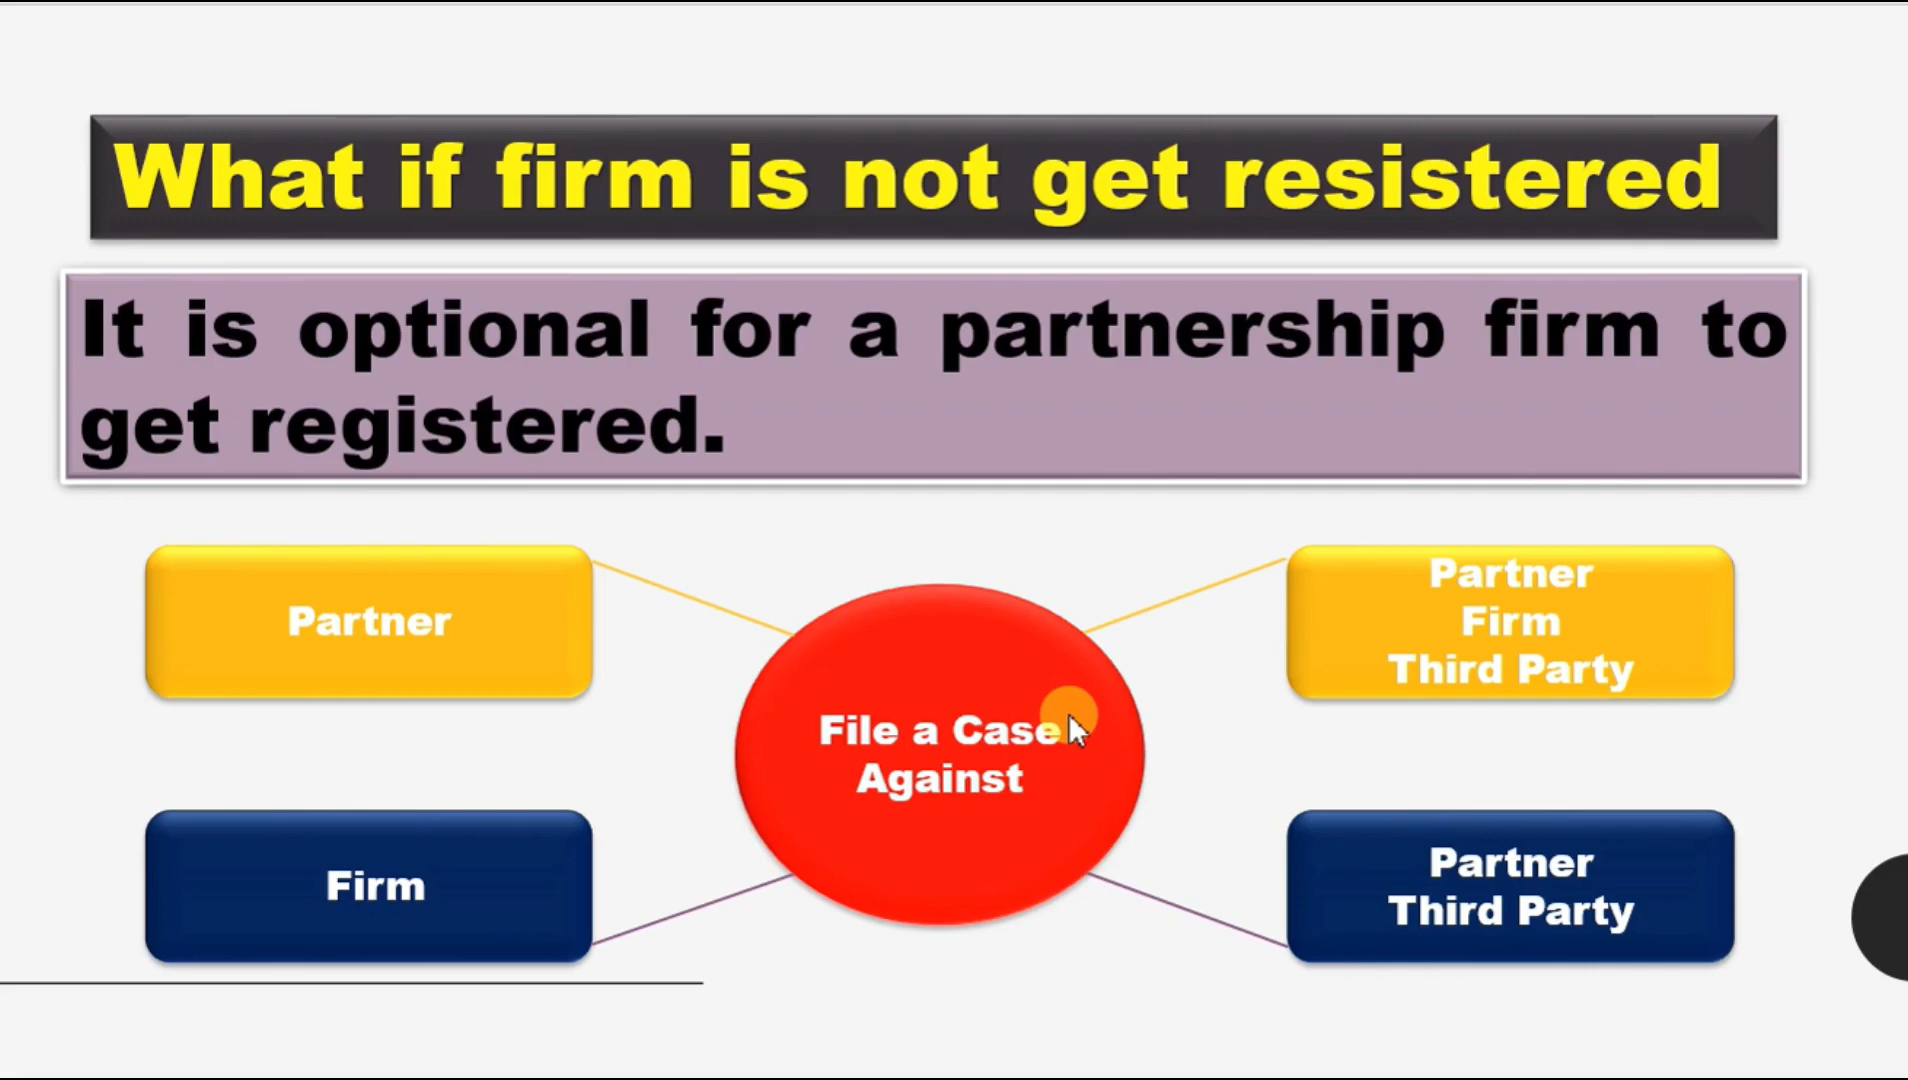 What if firm is not get resistered
It is optional for a partnership firm to
get registered.
Partner
Firm
File a Case
Against
Partner
Firm
Third Party
Partner
Third Party